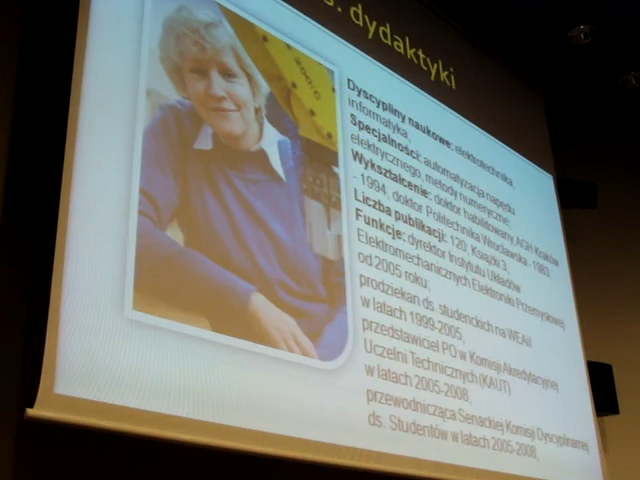 s. dydaktyki
Dyscypliny naukowe: elektrotechnika,
informatyka,
Specjalności: automatyzacja napędu
elektrycznego, metody numeryczne;
Wykształcenie: doktor habilitowany, AGH Kraków
- 1994, doktor Politechnika Wrocławska - 1983,
Liczba publikacji: 120; Książki 3;
Funkcje: dyrektor Instytutu Układów
Elektromechanicznych Elektroniki Przemysłowej
od 2005 roku;
prodziekan ds. studenckich na WEAiI
w latach 1999-2005,
przedstawiciel PO w Komisji Akredytacyjnej
Uczelni Technicznych (KAUT)
w latach 2005-2008,
przewodnicząca Senackiej Komisji Dyscyplinarnej
ds. Studentów w latach 2005-2008,